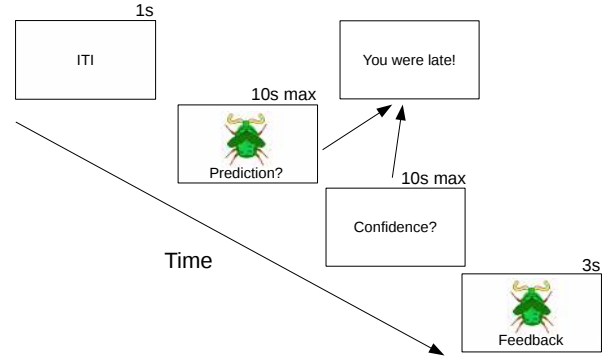 1s
ITI
You were late!
10s max
Prediction?
10s max
Confidence?
Time
3s
Feedback